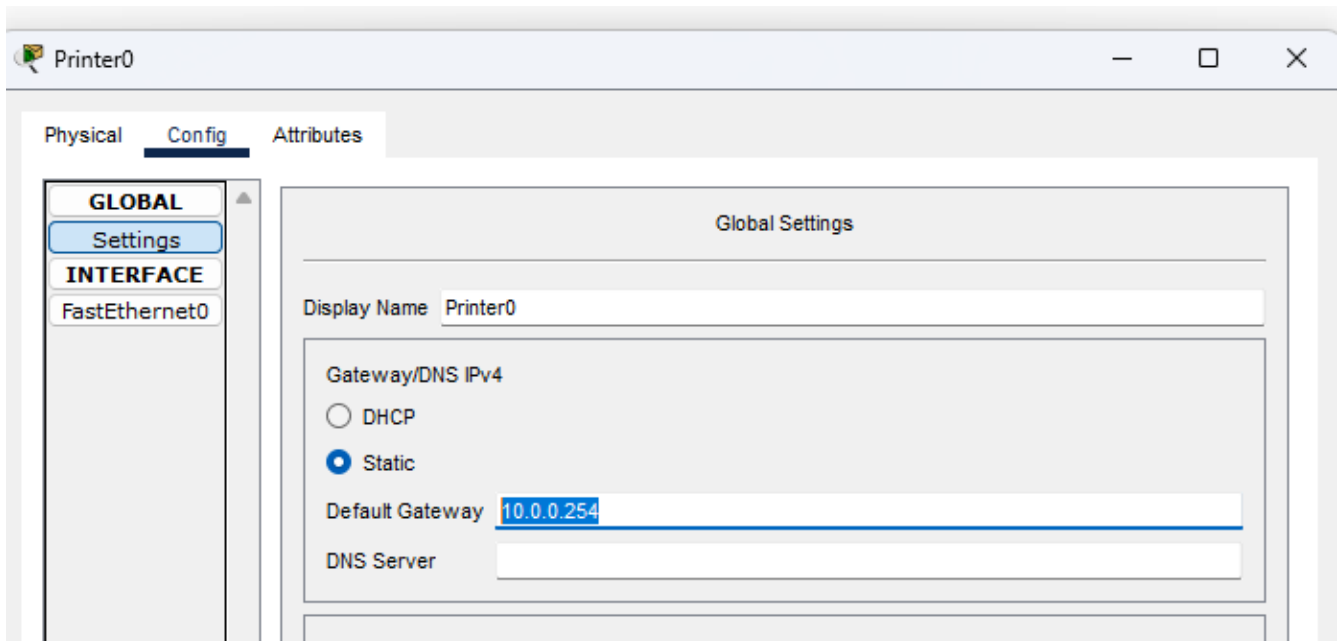 Printer0
Physical Config Attributes
GLOBAL
Settings
INTERFACE
FastEthernet0
Global Settings
Display Name Printer0
Gateway/DNS IPv4
DHCP
Static
Default Gateway 10.0.0.254
DNS Server